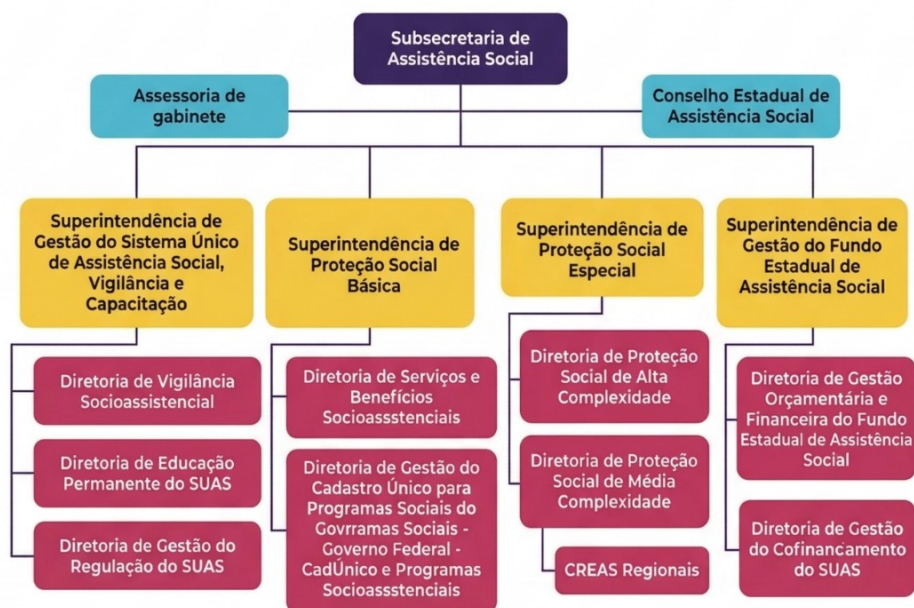 Subsecretaria de
Assistência Social
Assessoria de
gabinete
Conselho Estadual de
Assistência Social
Superintendência de
Gestão do Sistema Único
de Assistência Social,
Vigilância e
Capacitação
Superintendência de
Proteção Social
Básica
Superintendência de
Proteção Social
Especial
Superintendência de
Gestão do Fundo
Estadual de
Assistência Social
Diretoria de Vigilância
Socioassistencial
Diretoria de Educação
Permanente do SUAS
Diretoria de Gestão do
Regulação do SUAS
Diretoria de Serviços e
Benefícios
Socioassstenciais
Diretoria de Gestão do
Cadastro Único para
Programas Sociais do
Govrramas Sociais -
Governo Federal -
CadÚnico e Programas
Socioassstenciais
Diretoria de Proteção
Social de Alta
Complexidade
Diretoria de Proteção
Social de Média
Complexidade
CREAS Regionais
Diretoria de Gestão
Orçamentária e
Financeira do Fundo
Estadual de Assistência
Social
Diretoria de Gestão
do Cofinancamento
do SUAS